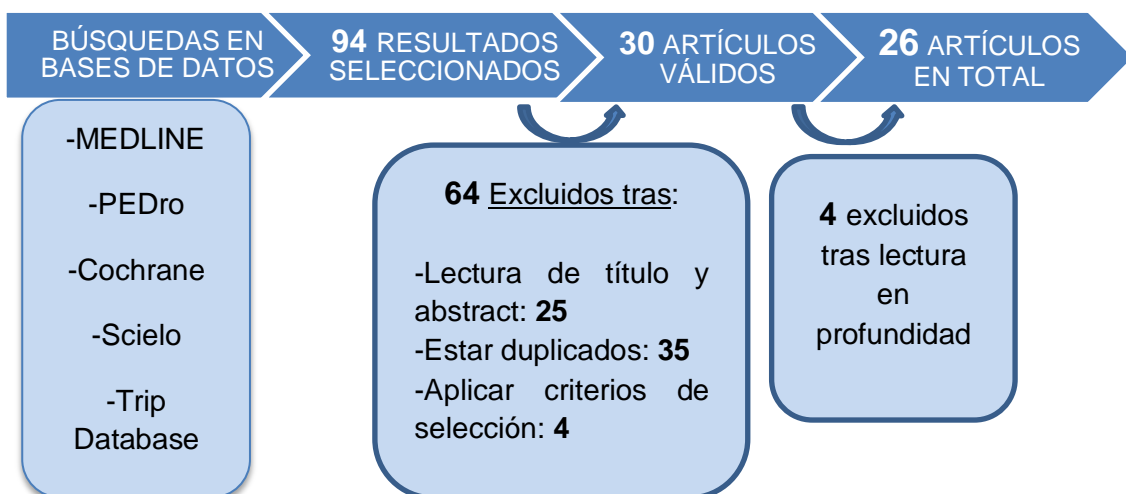 BÚSQUEDAS EN
BASES DE DATOS
94 RESULTADOS
SELECCIONADOS
30 ARTÍCULOS
VÁLIDOS
26 ARTÍCULOS
EN TOTAL
-MEDLINE
-PEDro
-Cochrane
-Scielo
-Trip
Database
64 Excluidos tras:
-Lectura de título y
abstract: 25
-Estar duplicados: 35
-Aplicar criterios de
selección: 4
4 excluidos
tras lectura
en
profundidad